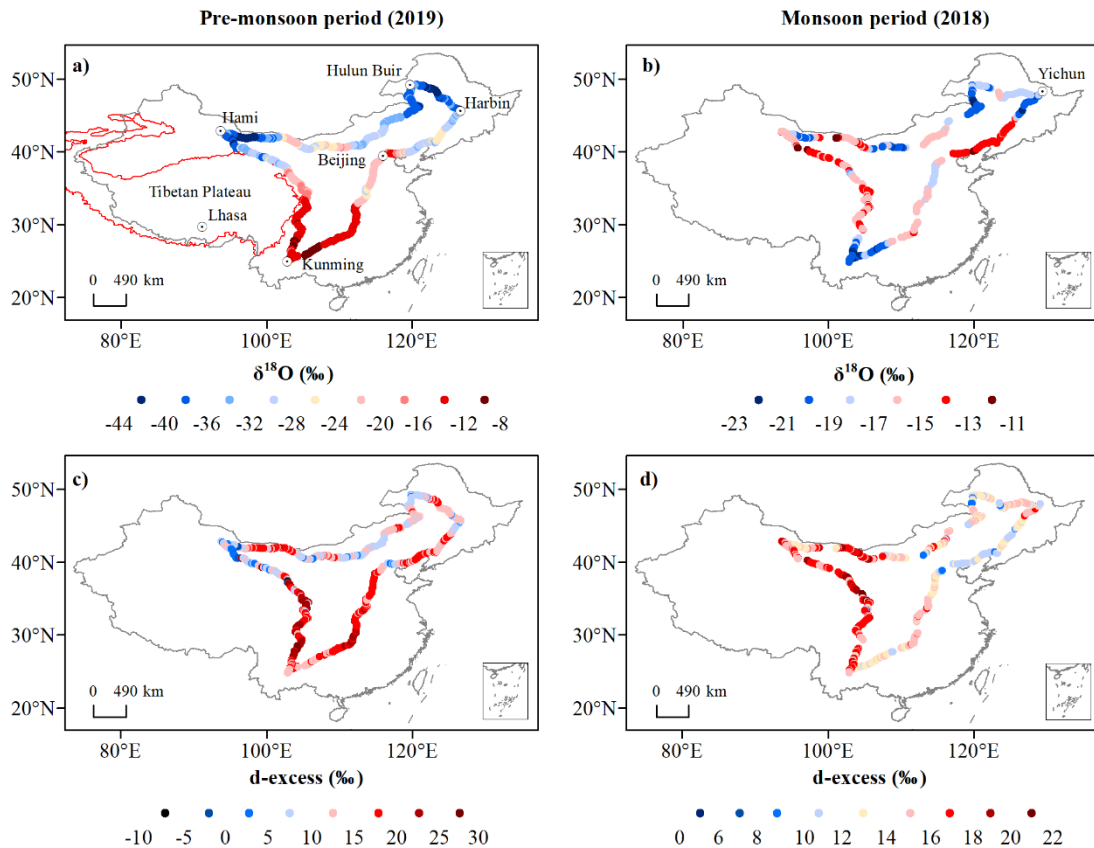 Pre-monsoon period (2019)
Monsoon period (2018)
a)
50°N
40°N
30°N
20°N
Hulun Buir
Harbin
Hami
Beijing
Tibetan Plateau
Lhasa
Kunming
0 490 km
80°E 100°E 120°E
δ¹⁸O (‰)
-44 -40 -36 -32 -28 -24 -20 -16 -12 -8
b)
50°N
40°N
30°N
20°N
Yichun
0 490 km
80°E 100°E 120°E
δ¹⁸O (‰)
-23 -21 -19 -17 -15 -13 -11
c)
50°N
40°N
30°N
20°N
0 490 km
80°E 100°E 120°E
d-excess (‰)
-10 -5 0 5 10 15 20 25 30
d)
50°N
40°N
30°N
20°N
0 490 km
80°E 100°E 120°E
d-excess (‰)
0 6 8 10 12 14 16 18 20 22